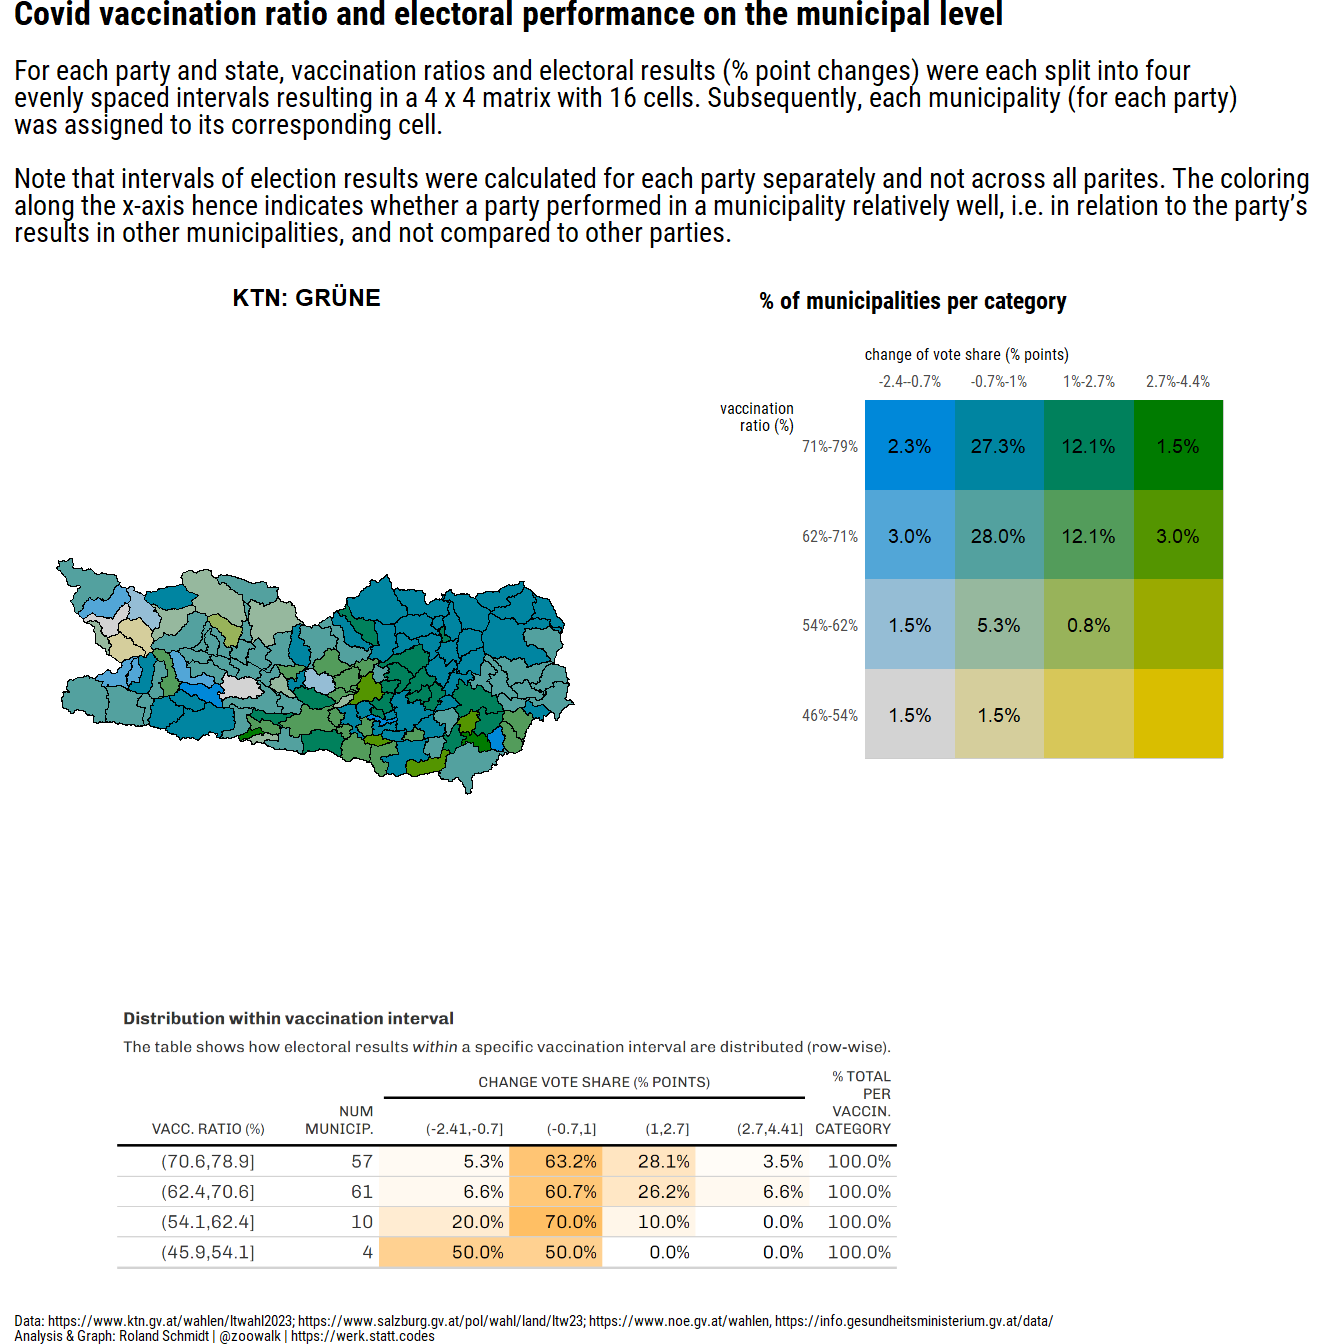 Covid vaccination ratio and electoral performance on the municipal level
For each party and state, vaccination ratios and electoral results (% point changes) were each split into four
evenly spaced intervals resulting in a 4 x 4 matrix with 16 cells. Subsequently, each municipality (for each party)
was assigned to its corresponding cell.
Note that intervals of election results were calculated for each party separately and not across all parites. The coloring
along the x-axis hence indicates whether a party performed in a municipality relatively well, i.e. in relation to the party's
results in other municipalities, and not compared to other parties.
KTN: GRÜNE
% of municipalities per category
change of vote share (% points)
-2.4--0.7% -0.7%-1% 1%-2.7% 2.7%-4.4%
vaccination
ratio (%)
71%-79% 2.3% 27.3% 12.1% 1.5%
62%-71% 3.0% 28.0% 12.1% 3.0%
54%-62% 1.5% 5.3% 0.8%
46%-54% 1.5% 1.5%
Distribution within vaccination interval
The table shows how electoral results within a specific vaccination interval are distributed (row-wise).
CHANGE VOTE SHARE (% POINTS)
% TOTAL
PER
VACCIN.
CATEGORY
NUM
MUNICIP.
VACC. RATIO (%) (-2.41,-0.7] (-0.7,1] (1,2.7] (2.7,4.41]
(70.6,78.9] 57 5.3% 63.2% 28.1% 3.5% 100.0%
(62.4,70.6] 61 6.6% 60.7% 26.2% 6.6% 100.0%
(54.1,62.4] 10 20.0% 70.0% 10.0% 0.0% 100.0%
(45.9,54.1] 4 50.0% 50.0% 0.0% 0.0% 100.0%
Data: https://www.ktn.gv.at/wahlen/ltwahl2023; https://www.salzburg.gv.at/pol/wahl/land/ltw23; https://www.noe.gv.at/wahlen, https://info.gesundheitsministerium.gv.at/data/
Analysis & Graph: Roland Schmidt | @zoowalk | https://werk.statt.codes